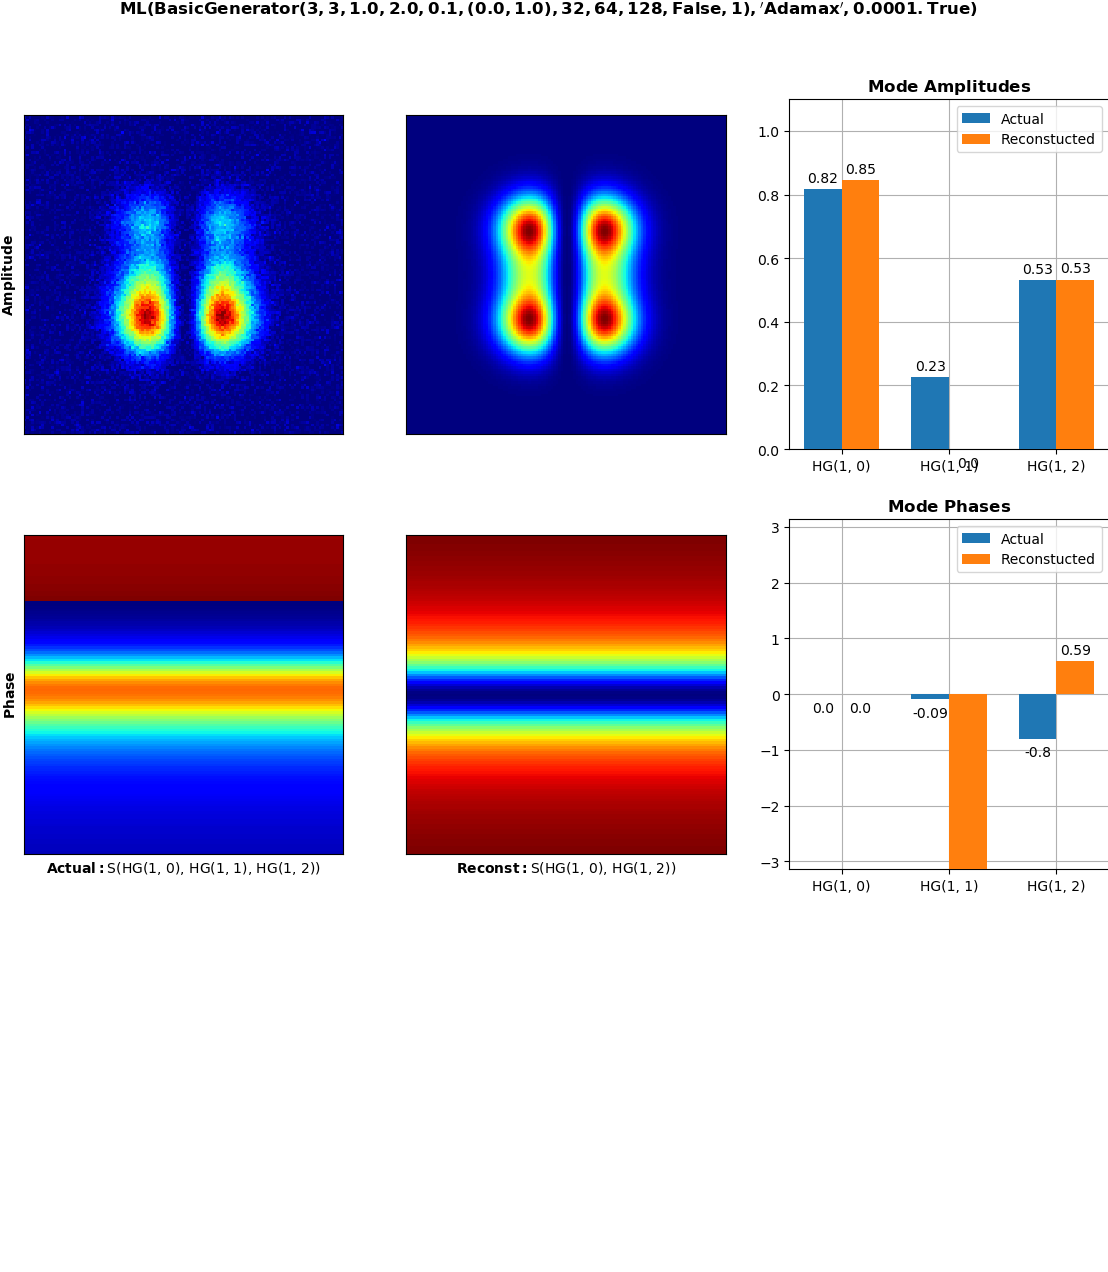 ML(BasicGenerator(3, 3, 1.0, 2.0, 0.1, (0.0, 1.0), 32, 64, 128, False, 1), 'Adamax', 0.0001. True)
Amplitude
Mode Amplitudes
Actual
Reconstucted
1.0
0.8
0.6
0.4
0.2
0.0
0.82
0.85
0.23
0.0
0.53
0.53
HG(1, 0)
HG(1, 1)
HG(1, 2)
Phase
Actual: S(HG(1, 0), HG(1, 1), HG(1, 2))
Reconst: S(HG(1, 0), HG(1, 2))
Mode Phases
Actual
Reconstucted
3
2
1
0
−1
−2
−3
0.0
0.0
-0.09
-0.8
0.59
HG(1, 0)
HG(1, 1)
HG(1, 2)